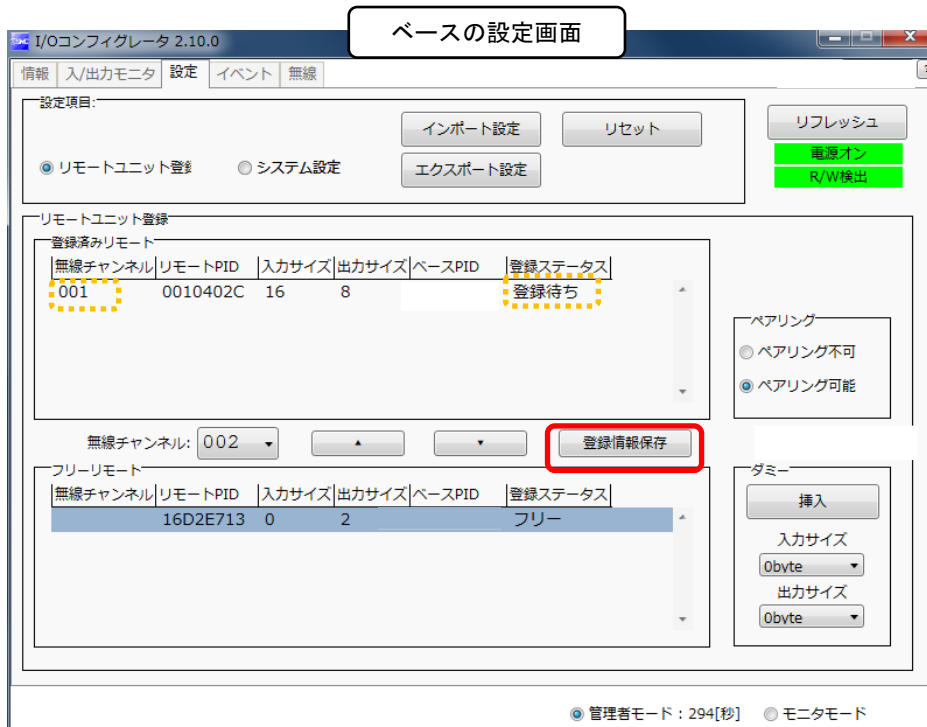 ベースの設定画面
I/Oコンフィグレータ 2.10.0
情報 入/出力モニタ 設定 イベント 無線
設定項目:
インポート設定 リセット リフレッシュ
電源オン
リモートユニット登 システム設定 エクスポート設定 R/W検出
リモートユニット登録
登録済みリモート
無線チャンネル リモートPID 入力サイズ 出力サイズ ベースPID 登録ステータス
001 0010402C 16 8 登録待ち
ペアリング
ペアリング不可
ペアリング可能
無線チャンネル: 002 登録情報保存
フリーリモート ダミー
無線チャンネル リモートPID 入力サイズ 出力サイズ ベースPID 登録ステータス 挿入
16D2E713 0 2 フリー
入力サイズ
0byte
出力サイズ
0byte
管理者モード : 294[秒] モニタモード